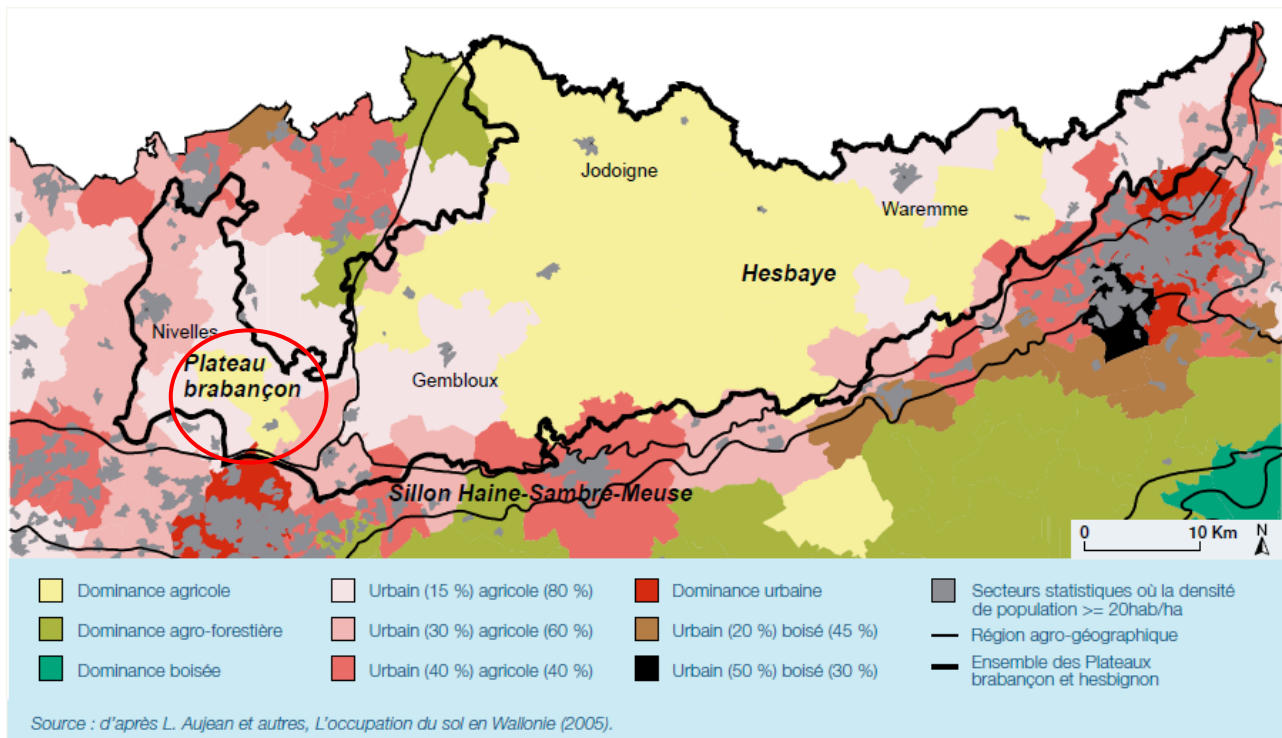 Jodoigne
Waremme
Hesbaye
Nivelles
Plateau
brabançon
Gembloux
Sillon Haine-Sambre-Meuse
0 10 Km N
Dominance agricole
Dominance agro-forestière
Dominance boisée
Urbain (15 %) agricole (80 %)
Urbain (30 %) agricole (60 %)
Urbain (40 %) agricole (40 %)
Dominance urbaine
Urbain (20 %) boisé (45 %)
Urbain (50 %) boisé (30 %)
Secteurs statistiques où la densité
de population >= 20hab/ha
Région agro-géographique
Ensemble des Plateaux
brabançon et hesbignon
Source : d'après L. Aujean et autres, L'occupation du sol en Wallonie (2005).